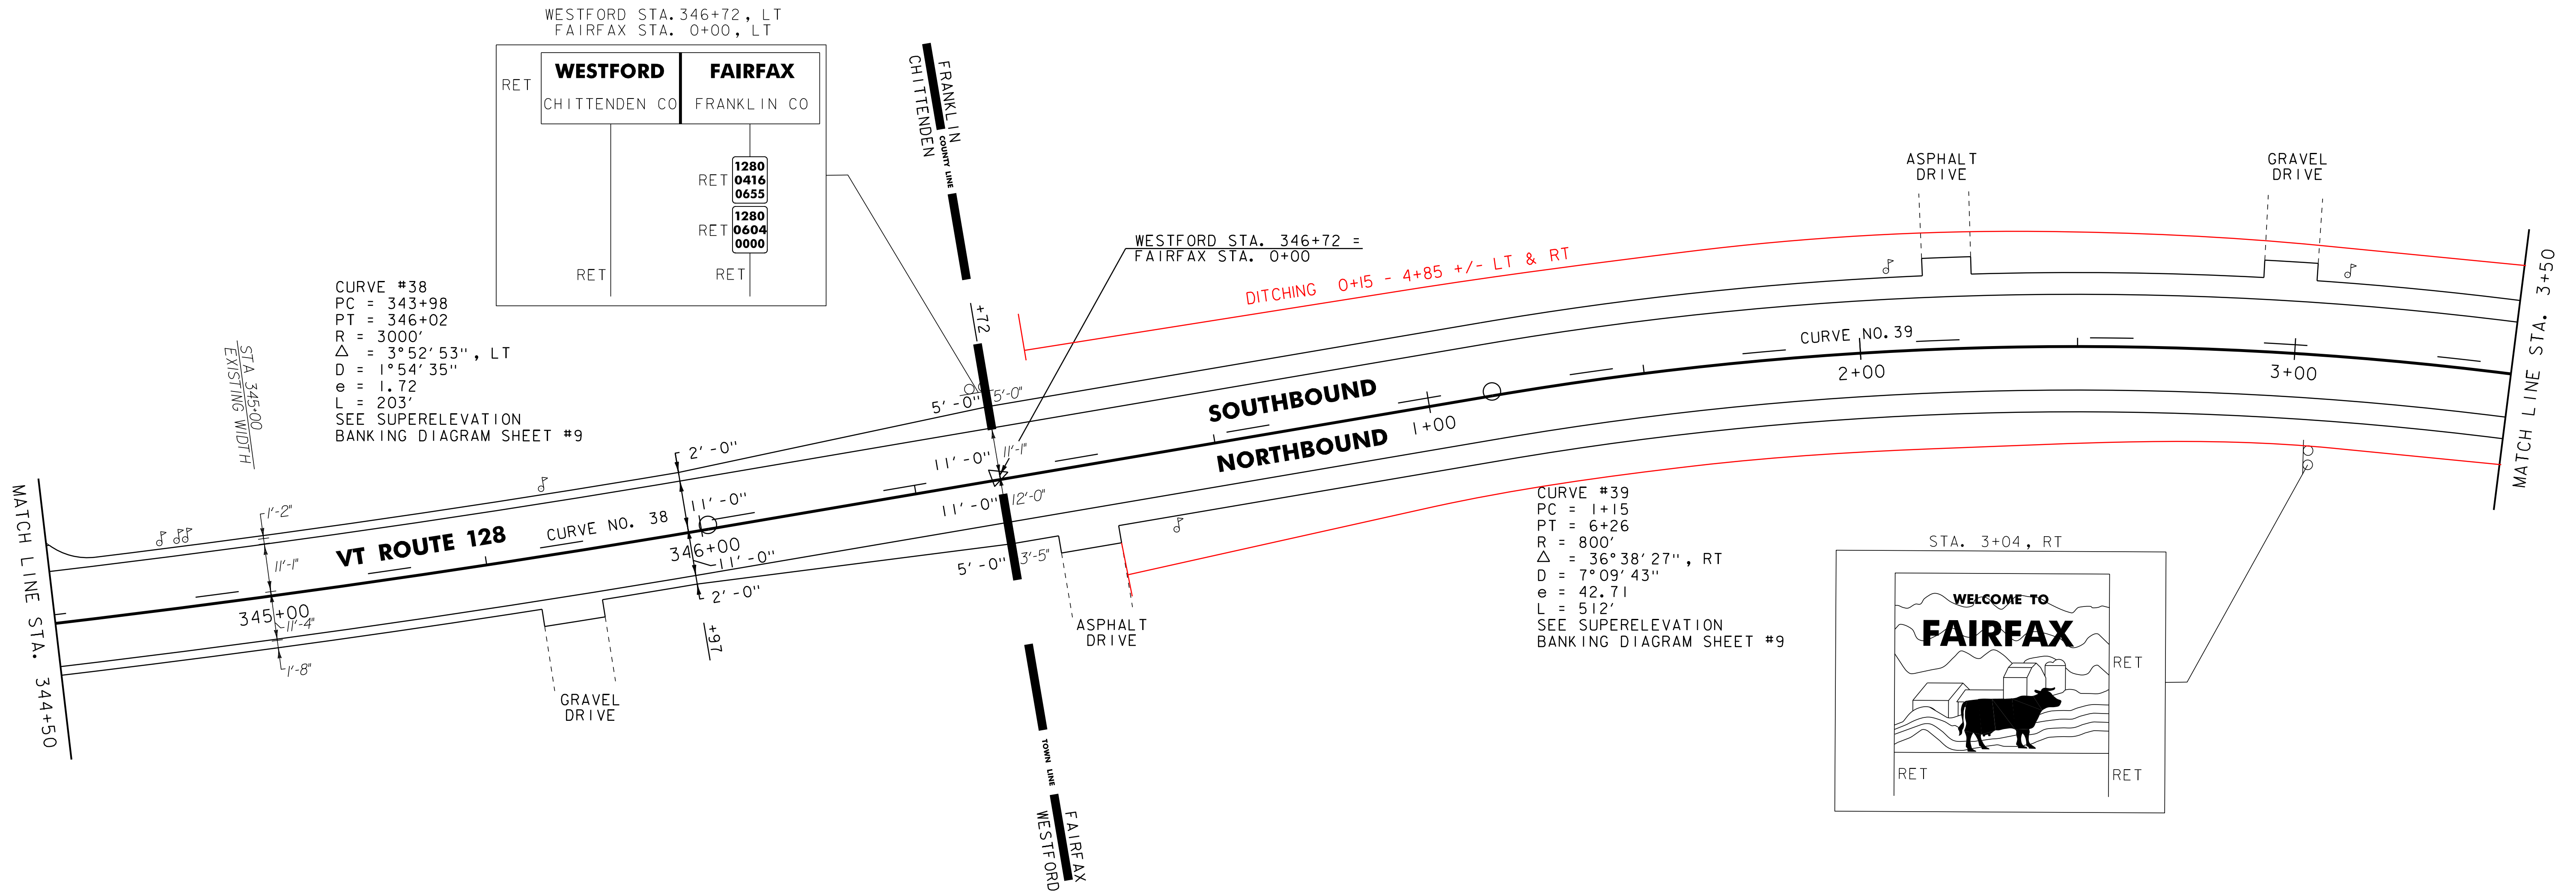 WESTFORD STA. 346+72, LT
FAIRFAX STA. 0+00, LT
RET
WESTFORD
FAIRFAX
CHITTENDEN CO
FRANKLIN CO
RET
1280
0416
0655
RET
1280
0604
0000
RET
RET
FRANKLIN
CHITTENDEN
COUNTY LINE
+72
WESTFORD STA. 346+72 =
FAIRFAX STA. 0+00
DITCHING 0+15 - 4+85 +/- LT & RT
ASPHALT
DRIVE
GRAVEL
DRIVE
MATCH LINE STA. 3+50
CURVE #38
PC = 343+98
PT = 346+02
R = 3000'
Δ = 3°52'53", LT
D = 1°54'35"
e = 1.72
L = 203'
SEE SUPERELEVATION
BANKING DIAGRAM SHEET #9
STA 345+00
EXISTING WIDTH
MATCH LINE STA. 344+50
1'-2"
11'-1"
345+00
11'-4"
1'-8"
VT ROUTE 128
CURVE NO. 38
2'-0"
11'-0"
346+00
11'-0"
2'-0"
+97
GRAVEL
DRIVE
5'-0"
5'-0"
11'-0"
11'-1"
11'-0"
12'-0"
5'-0"
3'-5"
ASPHALT
DRIVE
SOUTHBOUND
NORTHBOUND
1+00
CURVE NO.39
2+00
3+00
CURVE #39
PC = 1+15
PT = 6+26
R = 800'
Δ = 36°38'27", RT
D = 7°09'43"
e = 42.71
L = 512'
SEE SUPERELEVATION
BANKING DIAGRAM SHEET #9
STA. 3+04, RT
WELCOME TO
FAIRFAX
RET
RET
RET
TOWN LINE
FAIRFAX
WESTFORD